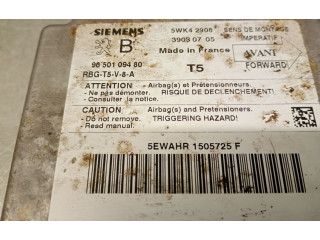 SIEMENS
5WK4 2908
SENS DE MONTAGE
B
3905 07 05
IMPERATIF
Made in France
AVANT
96 501 094 80
T5
FORWARD
RBG-T5-V-8-A
ATTENTION
- Airbag(s) et Prétensionneurs.
- Ne pas démonter.
RISQUE DE DECLENCHEMENT!
- Consulter la notice.
CAUTION
Airbag(s) and Pretensioners.
- Do not remove.
TRIGGERING HAZARD!
Read manual.
5EWAHR 1505725 F